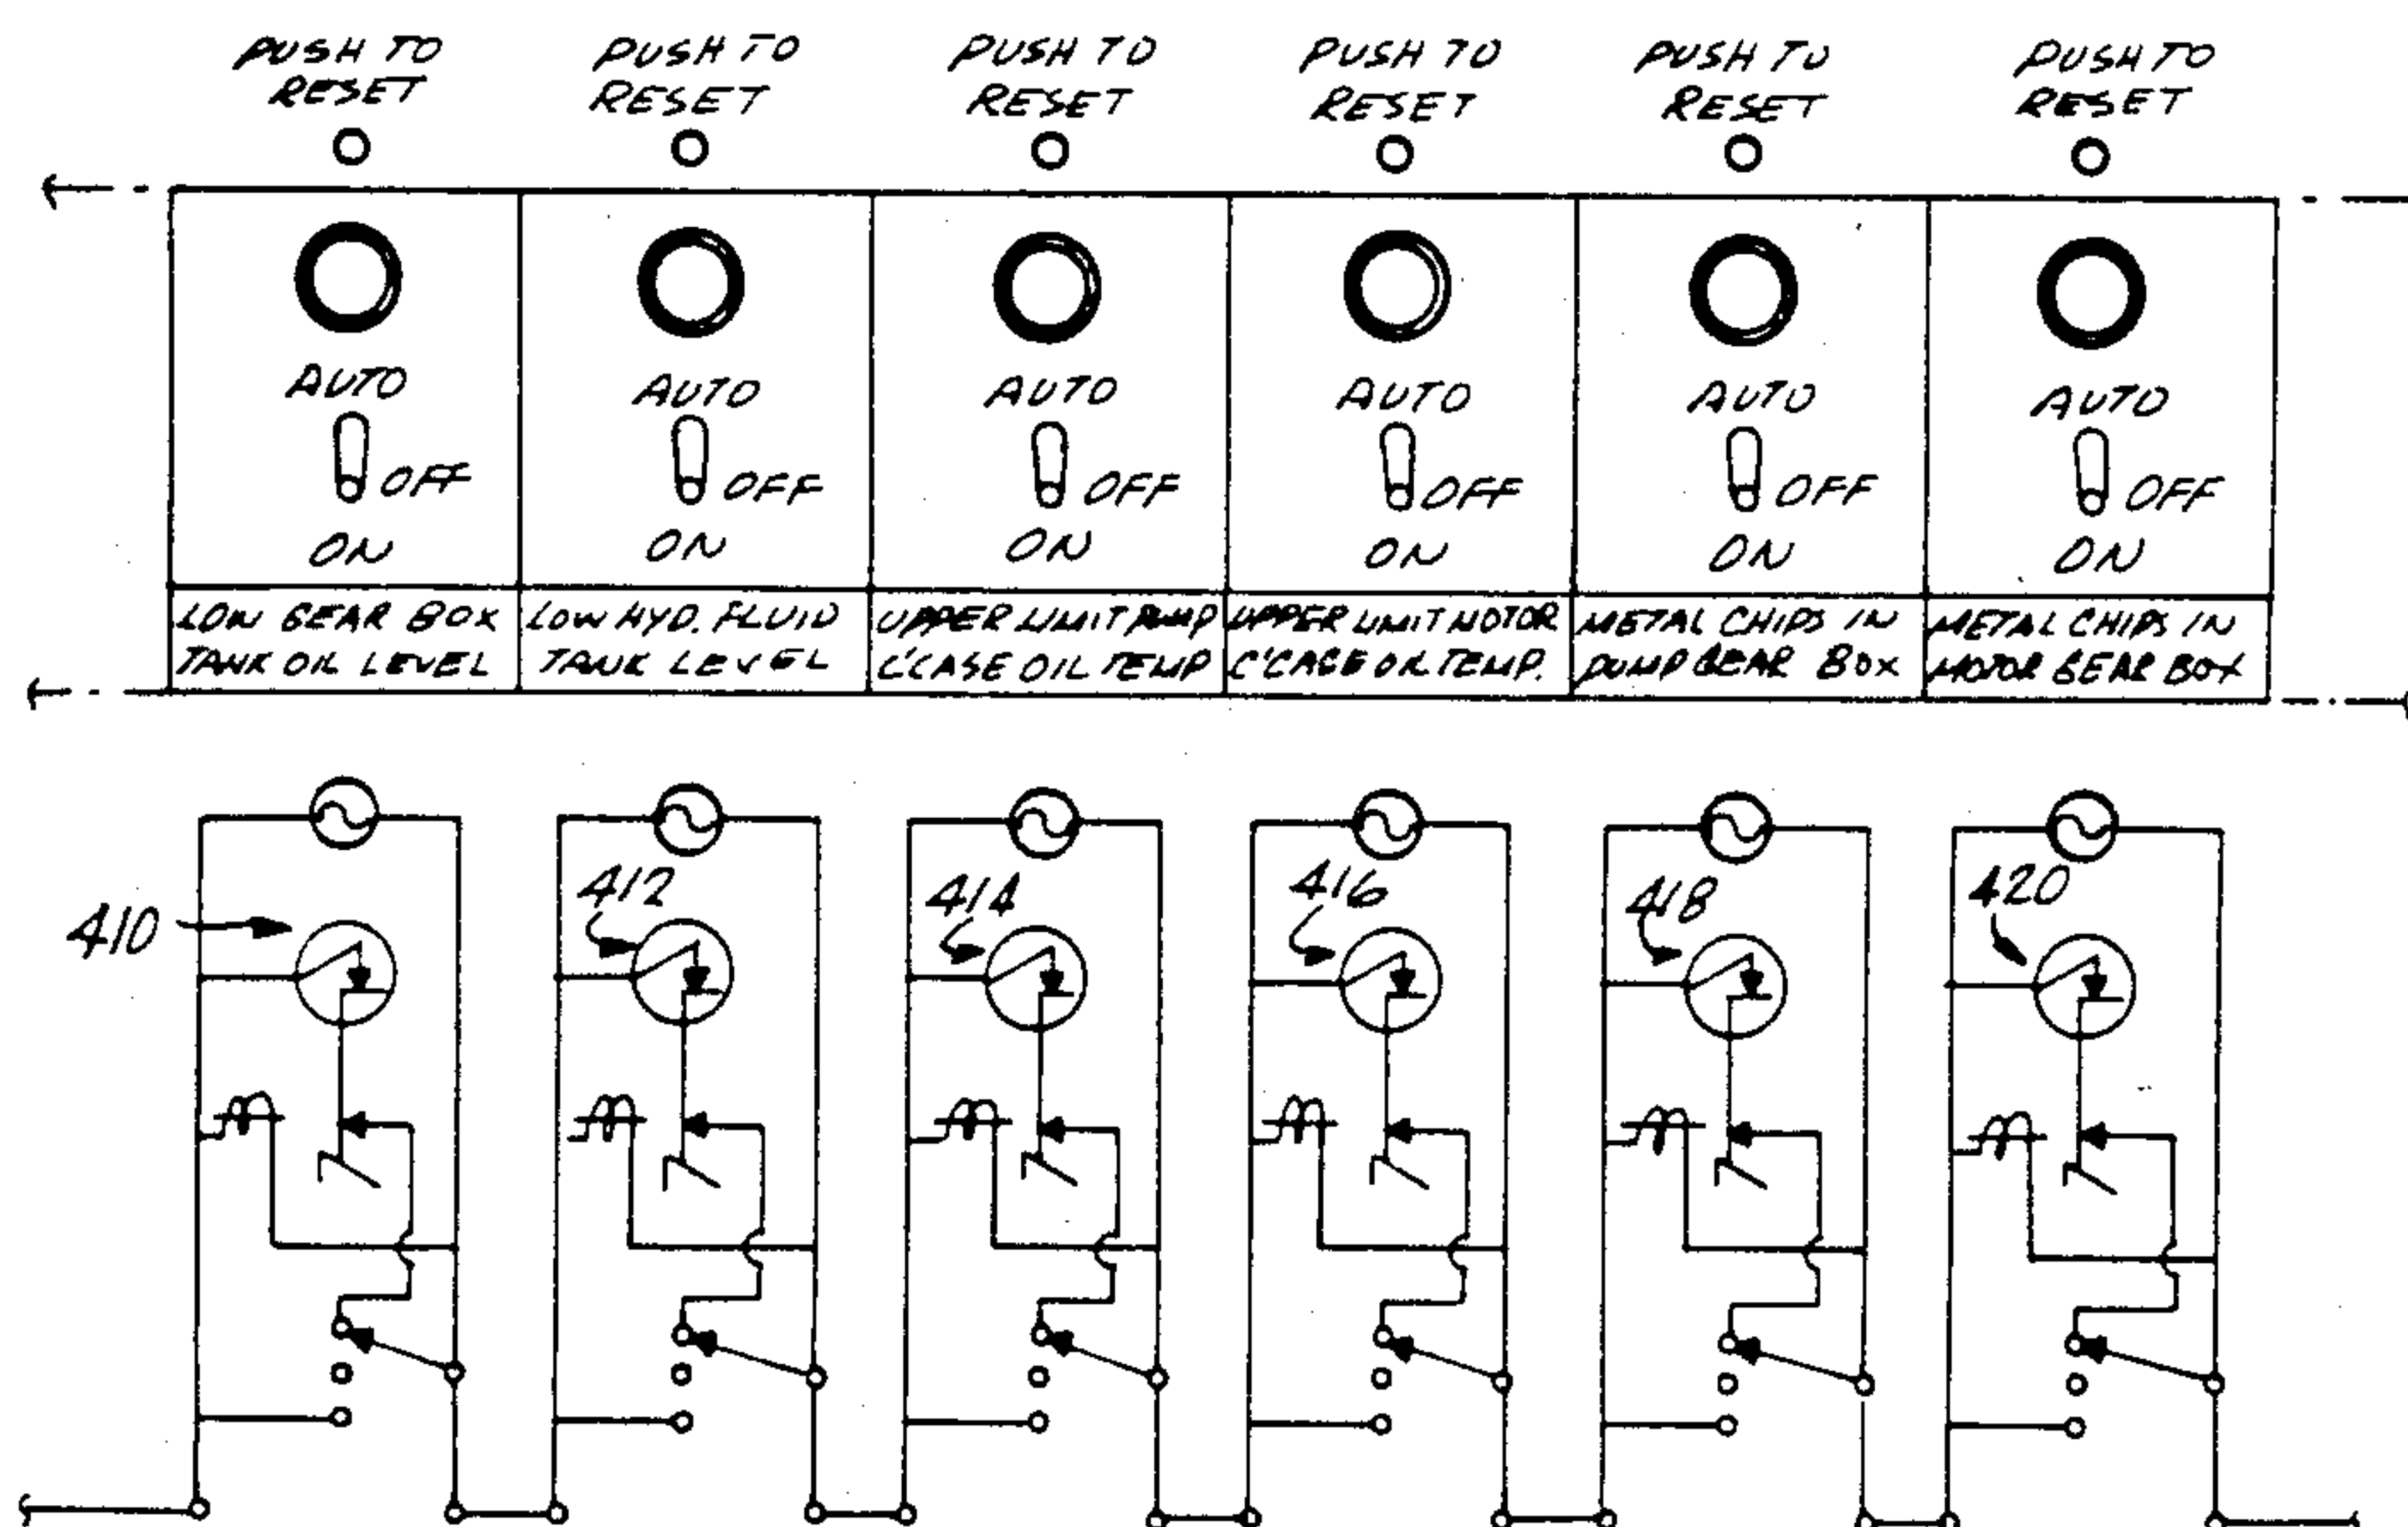 PUSH TO PUSH TO PUSH TO PUSH TO PUSH TO PUSH TO
RESET RESET RESET RESET RESET RESET
AUTO AUTO AUTO AUTO AUTO AUTO
OFF OFF OFF OFF OFF OFF
ON ON ON ON ON ON
LOW GEAR BOX
TANK OIL LEVEL
LOW HYD. FLUID
TANK LEVEL
UPPER LIMIT PUMP
C'CASE OIL TEMP
UPPER LIMIT MOTOR
C'CASE OIL TEMP.
METAL CHIPS IN
PUMP GEAR BOX
METAL CHIPS IN
MOTOR GEAR BOX
410 412 414 416 418 420